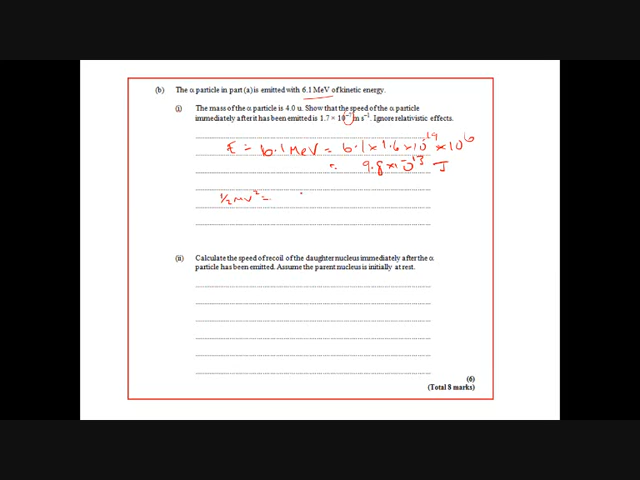 (b) The α particle in part (a) is emitted with 6.1 MeV of kinetic energy.
(i) The mass of the α particle is 4.0 u. Show that the speed of the α particle
immediately after it has been emitted is 1.7 × 10⁻⁷ m s⁻¹. Ignore relativistic effects.
E = 6.1 MeV = 6.1 × 1.6 × 10⁻¹⁹ × 10⁶
= 9.8 × 10⁻¹³ J
½mv² =
(ii) Calculate the speed of recoil of the daughter nucleus immediately after the α
particle has been emitted. Assume the parent nucleus is initially at rest.
(6)
(Total 8 marks)